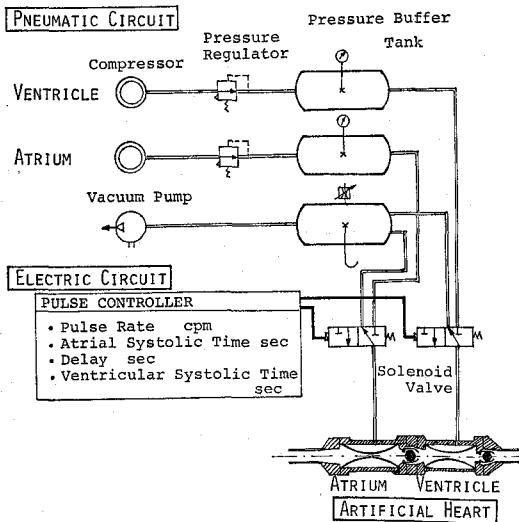 PNEUMATIC CIRCUIT
Pressure Buffer
Tank
Pressure
Regulator
Compressor
VENTRICLE
ATRIUM
Vacuum Pump
ELECTRIC CIRCUIT
PULSE CONTROLLER
• Pulse Rate cpm
• Atrial Systolic Time sec
• Delay sec
• Ventricular Systolic Time
sec
Solenoid
Valve
ATRIUM VENTRICLE
ARTIFICIAL HEART